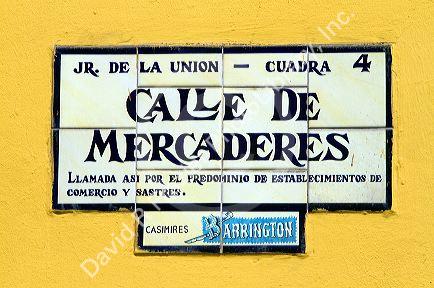 JR. DE LA UNION - CUADRA 4
CALLE DE
MERCADERES
LLAMADA ASI POR EL PREDOMINIO DE ESTABLECIMIENTOS DE
COMERCIO Y SASTRES.
CASIMIRES BARRINGTON